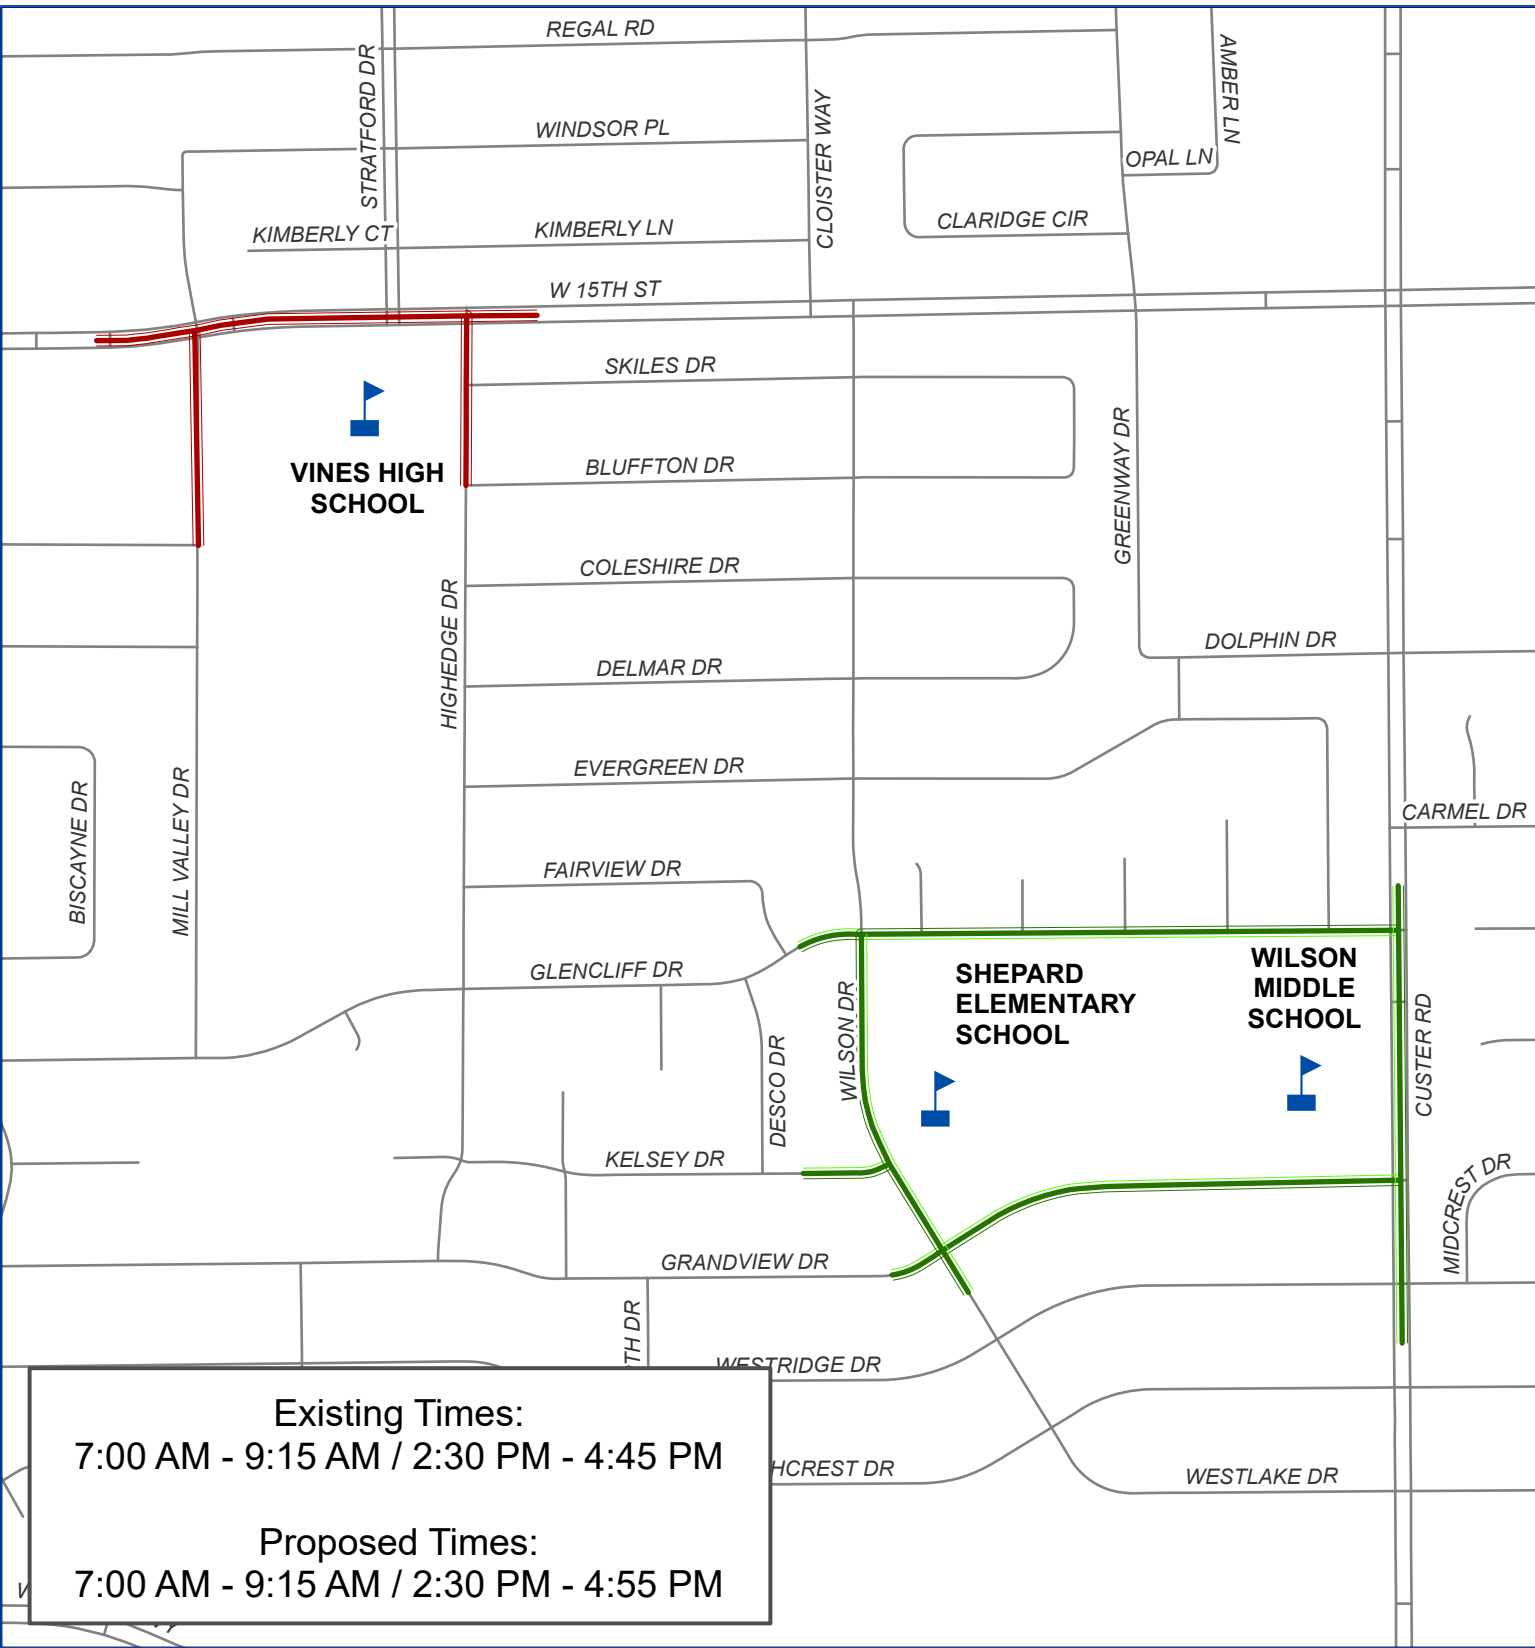 REGAL RD
STRATFORD DR
AMBER LN
WINDSOR PL
CLOISTER WAY
OPAL LN
KIMBERLY CT
KIMBERLY LN
CLARIDGE CIR
W 15TH ST
SKILES DR
VINES HIGH
SCHOOL
BLUFFTON DR
GREENWAY DR
COLESHIRE DR
HIGHEDGE DR
DOLPHIN DR
DELMAR DR
EVERGREEN DR
BISCAYNE DR
MILL VALLEY DR
CARMEL DR
FAIRVIEW DR
GLENCLIFF DR
WILSON DR
SHEPARD
ELEMENTARY
SCHOOL
WILSON
MIDDLE
SCHOOL
CUSTER RD
DESCO DR
KELSEY DR
MIDCREST DR
GRANDVIEW DR
TH DR
WESTRIDGE DR
HCREST DR
WESTLAKE DR
Existing Times:
7:00 AM - 9:15 AM / 2:30 PM - 4:45 PM
Proposed Times:
7:00 AM - 9:15 AM / 2:30 PM - 4:55 PM